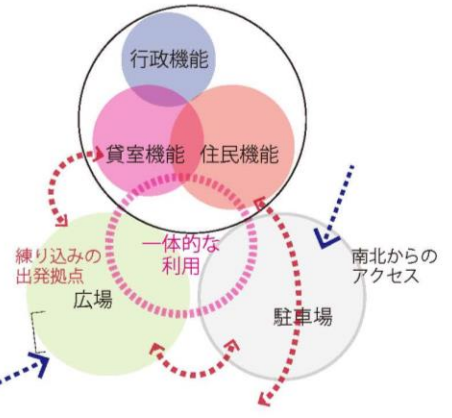 行政機能
貸室機能
住民機能
一体的な
利用
練り込みの
出発拠点
広場
南北からの
アクセス
駐車場